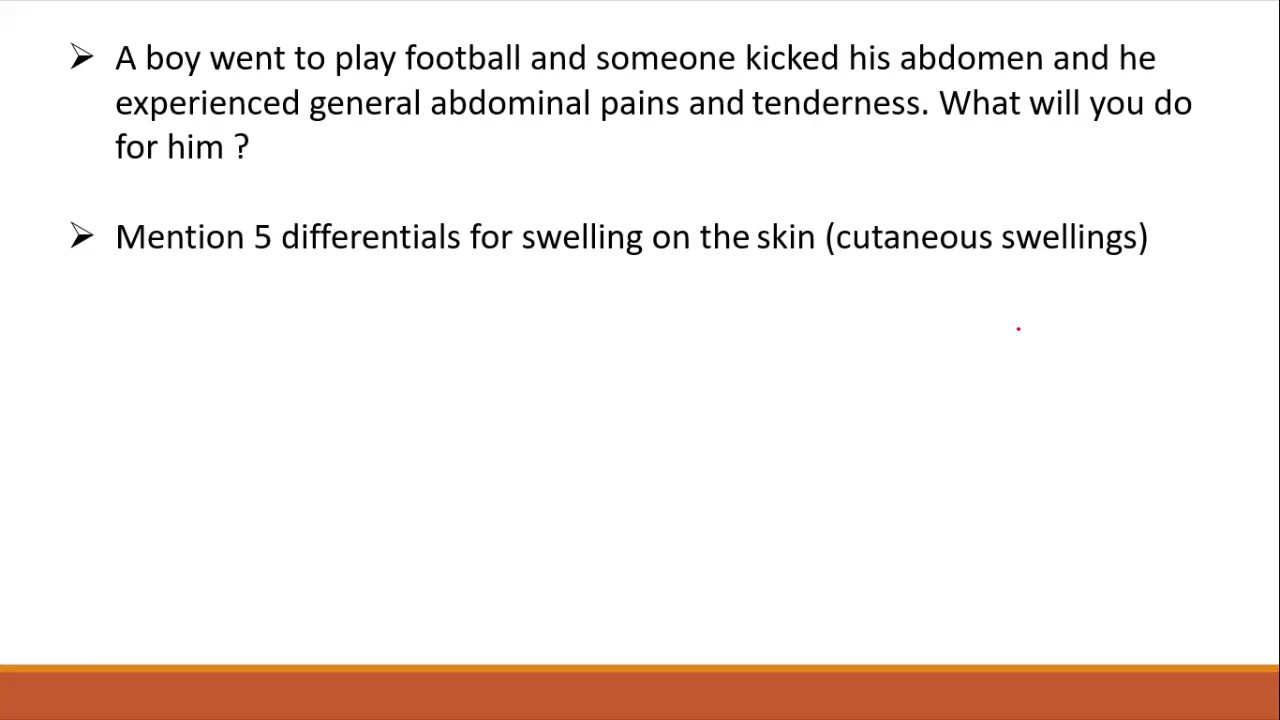 ➢ A boy went to play football and someone kicked his abdomen and he
experienced general abdominal pains and tenderness. What will you do
for him ?
➢ Mention 5 differentials for swelling on the skin (cutaneous swellings)